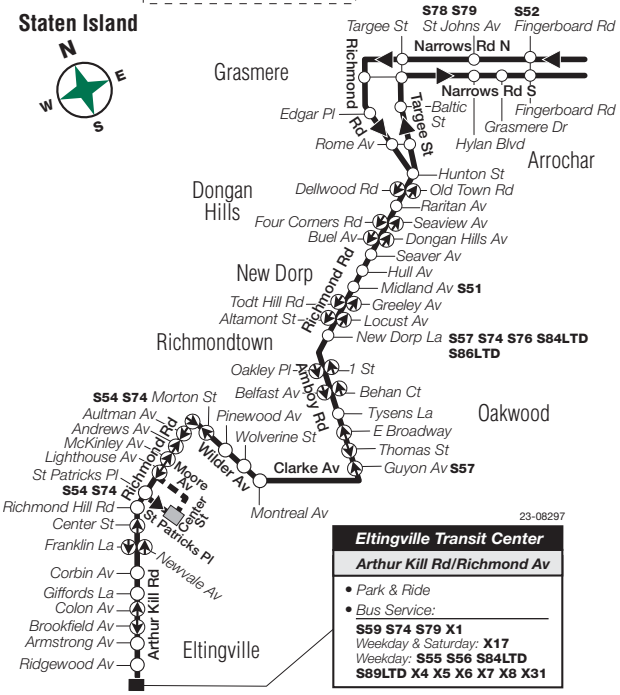 Staten Island
N
E
W
S
S78 S79
S52
Targee St
St Johns Av
Fingerboard Rd
Narrows Rd N
Narrows Rd S
Grasmere
Richmond Rd
Targee St
Edgar Pl
Baltic St
Fingerboard Rd
Grasmere Dr
Rome Av
Hylan Blvd
Arrochar
Hunton St
Dongan
Hills
Dellwood Rd
Old Town Rd
Raritan Av
Four Corners Rd
Seaview Av
Buel Av
Dongan Hills Av
Seaver Av
Richmond Rd
Hull Av
New Dorp
Midland Av S51
Todt Hill Rd
Greeley Av
Altamont St
Locust Av
Richmondtown
New Dorp La S57 S74 S76 S84LTD
S86LTD
Oakley Pl
1 St
Amboy Rd
Belfast Av
Behan Ct
Tysens La
Oakwood
E Broadway
Thomas St
Guyon Av S57
S54 S74 Morton St
Aultman Av
Pinewood Av
Andrews Av
Wolverine St
McKinley Av
Lighthouse Av
Richmond Rd
Moore Av
Wilder Av
Clarke Av
St Patricks Pl
S54 S74
Center St
Montreal Av
Richmond Hill Rd
St Patricks Pl
Center St
Franklin La
Newvale Av
Corbin Av
Giffords La
Colon Av
Arthur Kill Rd
Brookfield Av
Armstrong Av
Eltingville
Ridgewood Av
23-08297
Eltingville Transit Center
Arthur Kill Rd/Richmond Av
• Park & Ride
• Bus Service:
S59 S74 S79 X1
Weekday & Saturday: X17
Weekday: S55 S56 S84LTD
S89LTD X4 X5 X6 X7 X8 X31